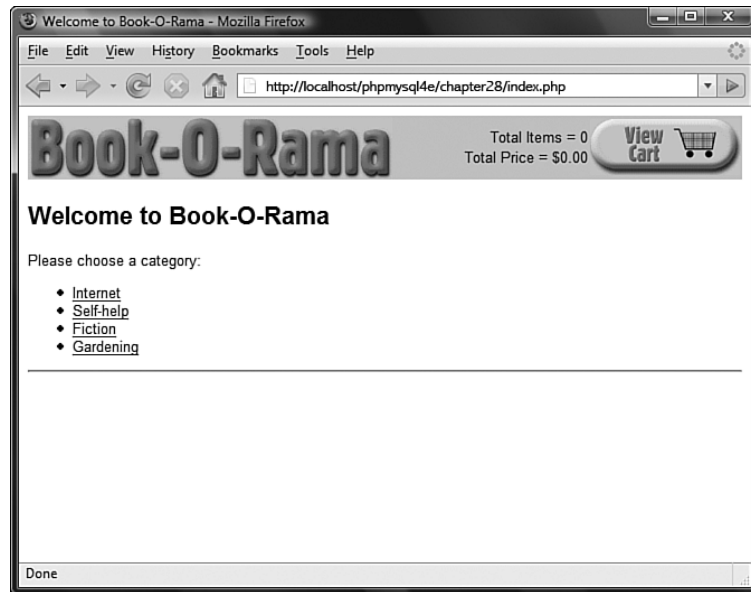 Welcome to Book-O-Rama - Mozilla Firefox
File Edit View History Bookmarks Tools Help
http://localhost/phpmysql4e/chapter28/index.php
Book-O-Rama
Total Items = 0
Total Price = $0.00
View
Cart
Welcome to Book-O-Rama
Please choose a category:
Internet
Self-help
Fiction
Gardening
Done